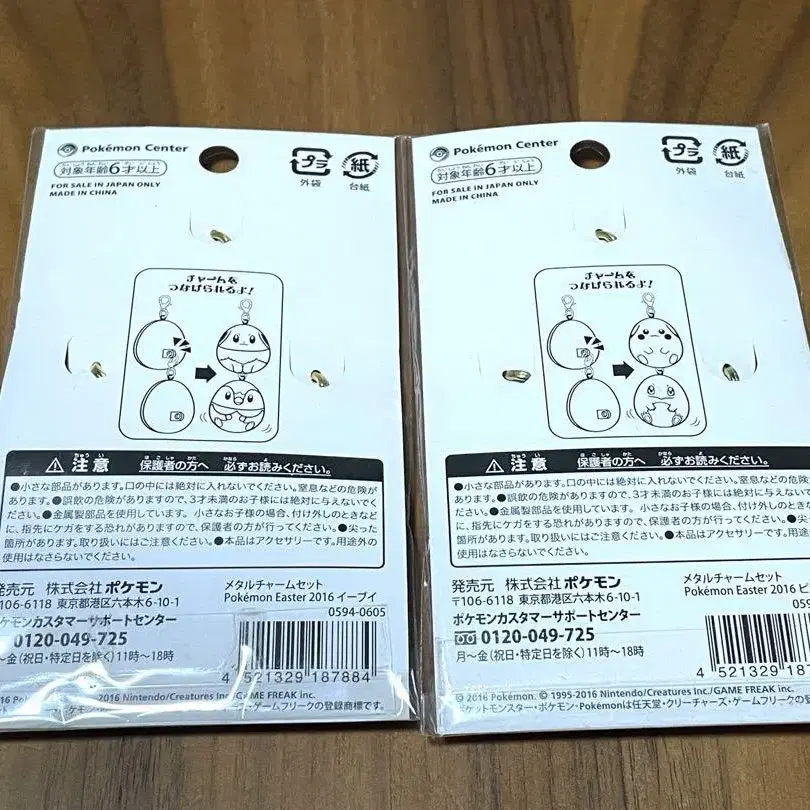 Pokémon Center
対象年齢6才以上
プラ
外袋
紙
台紙
FOR SALE IN JAPAN ONLY
MADE IN CHINA
チャームを
つなげられるよ!
注意 保護者の方へ 必ずお読みください。
●小さな部品があります。口の中には絶対に入れないでください。窒息などの危険が
あります。●誤飲の危険がありますので、3才未満のお子様には絶対に与えないでく
ださい。●金属製部品を使用しています。小さなお子様の場合、付け外しのときなど
に、指先にケガをする恐れがありますので、保護者の方が行ってください。●尖った
箇所があります。取り扱いにはご注意ください。●本品はアクセサリーです。用途外の
使用はなさらないでください。
発売元 株式会社ポケモン
〒106-6118 東京都港区六本木6-10-1
ポケモンカスタマーサポートセンター
0120-049-725
～金(祝日・特定日を除く)11時～18時
メタルチャームセット
Pokémon Easter 2016 イーブイ
0594-0605
4 521329 187884
2016 Nintendo/Creatures Inc./GAME FREAK inc.
・ゲームフリークの登録商標です。
Pokémon Center
対象年齢6才以上
プラ
外袋
紙
台紙
FOR SALE IN JAPAN ONLY
MADE IN CHINA
チャームを
つなげられるよ!
注意 保護者の方へ 必ずお読みください。
●小さな部品があります。口の中には絶対に入れないでください。窒息などの危険が
あります。●誤飲の危険がありますので、3才未満のお子様には絶対に与えないで
ださい。●金属製部品を使用しています。小さなお子様の場合、付け外しのときな
に、指先にケガをする恐れがありますので、保護者の方が行ってください。●尖っ
箇所があります。取り扱いにはご注意ください。●本品はアクセサリーです。用途外
使用はなさらないでください。
発売元 株式会社ポケモン
〒106-6118 東京都港区六本木6-10-1
ポケモンカスタマーサポートセンター
0120-049-725
月～金(祝日・特定日を除く)11時～18時
メタルチャームセット
Pokémon Easter 2016 ピ
059
4 521329 18
©2016 Pokémon. ©1995-2016 Nintendo/Creatures Inc./GAME FREAK inc.
ポケットモンスター・ポケモン・Pokémonは任天堂・クリーチャーズ・ゲームフリークの